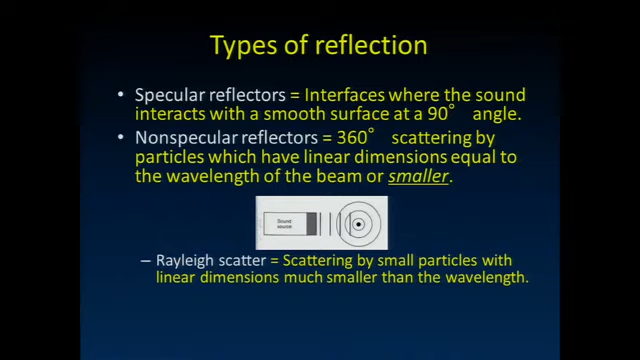 Types of reflection
• Specular reflectors = Interfaces where the sound
interacts with a smooth surface at a 90° angle.
• Nonspecular reflectors = 360° scattering by
particles which have linear dimensions equal to
the wavelength of the beam or smaller.
Sound
source
– Rayleigh scatter = Scattering by small particles with
linear dimensions much smaller than the wavelength.